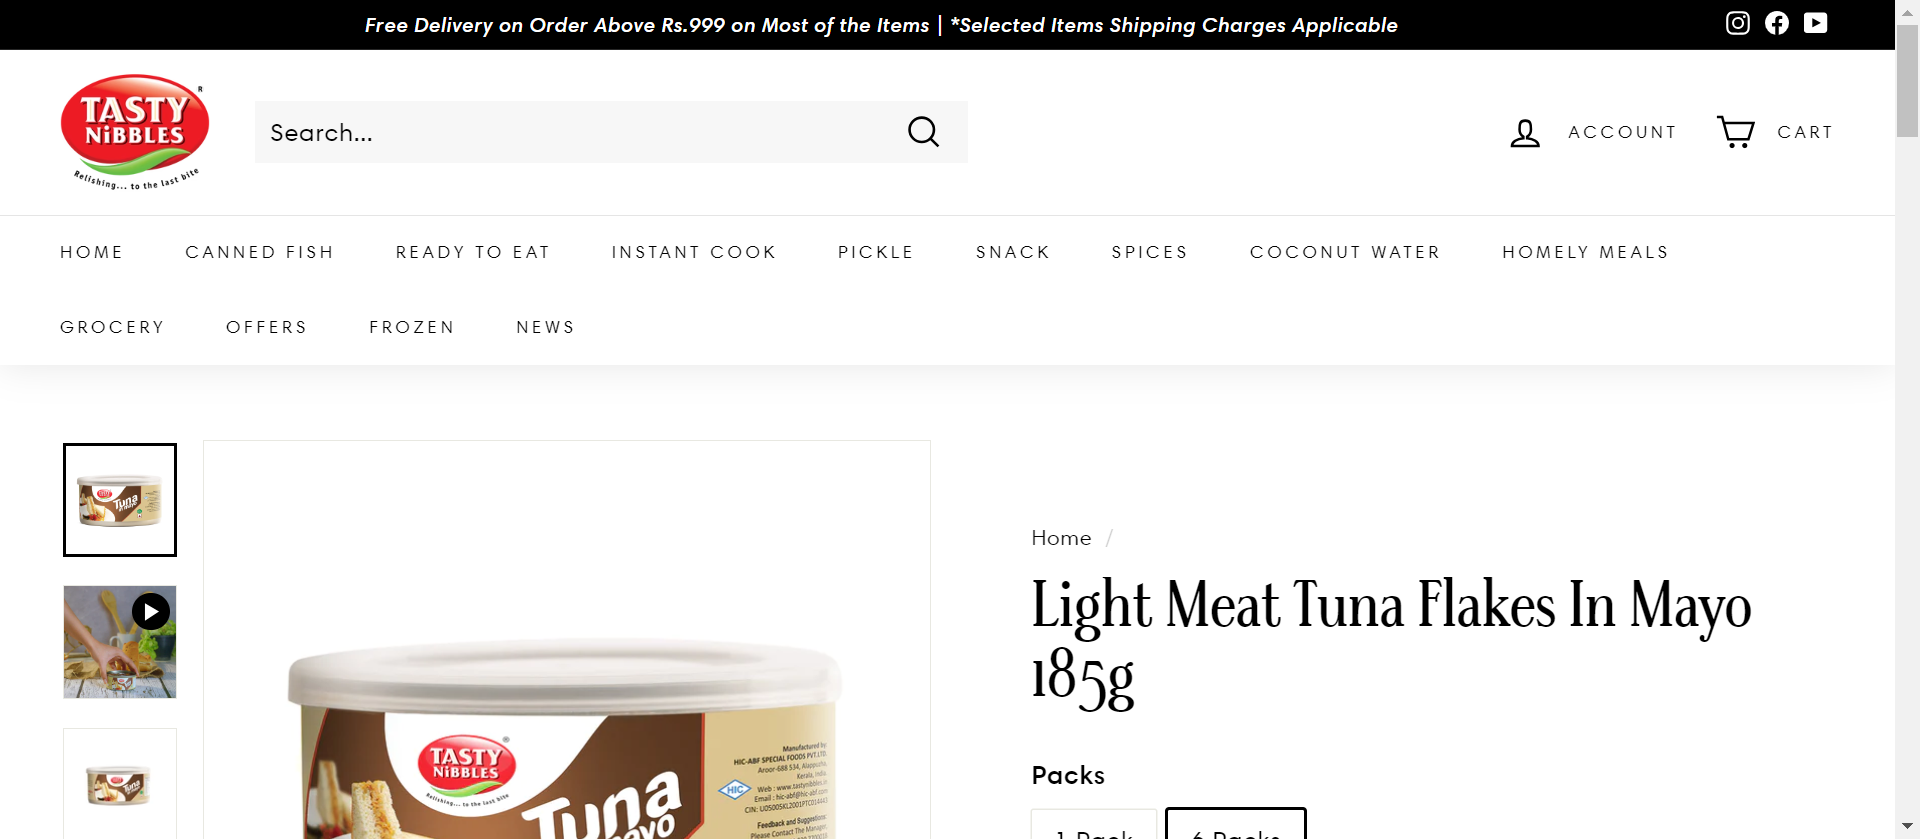 Free Delivery on Order Above Rs.999 on Most of the Items | *Selected Items Shipping Charges Applicable
TASTY
NiBBLES
Relishing... to the last bite
Search...
ACCOUNT
CART
HOME
CANNED FISH
READY TO EAT
INSTANT COOK
PICKLE
SNACK
SPICES
COCONUT WATER
HOMELY MEALS
GROCERY
OFFERS
FROZEN
NEWS
Home /
Light Meat Tuna Flakes In Mayo
185g
Packs
1 Pack
6 Packs
TASTY
NiBBLES
Relishing... to the last bite
Tuna
mayo
HIC
Manufactured by
HIC-ABF SPECIAL FOODS PVT.LTD.
Aroor-688 534, Alappuzha,
Kerala, India.
Web : www.tastynibbles.in
Email : hic-abf@hic-abf.com
CIN: U05005KL2001PTC014443
Feedback and Suggestions:
Please Contact The Manager,